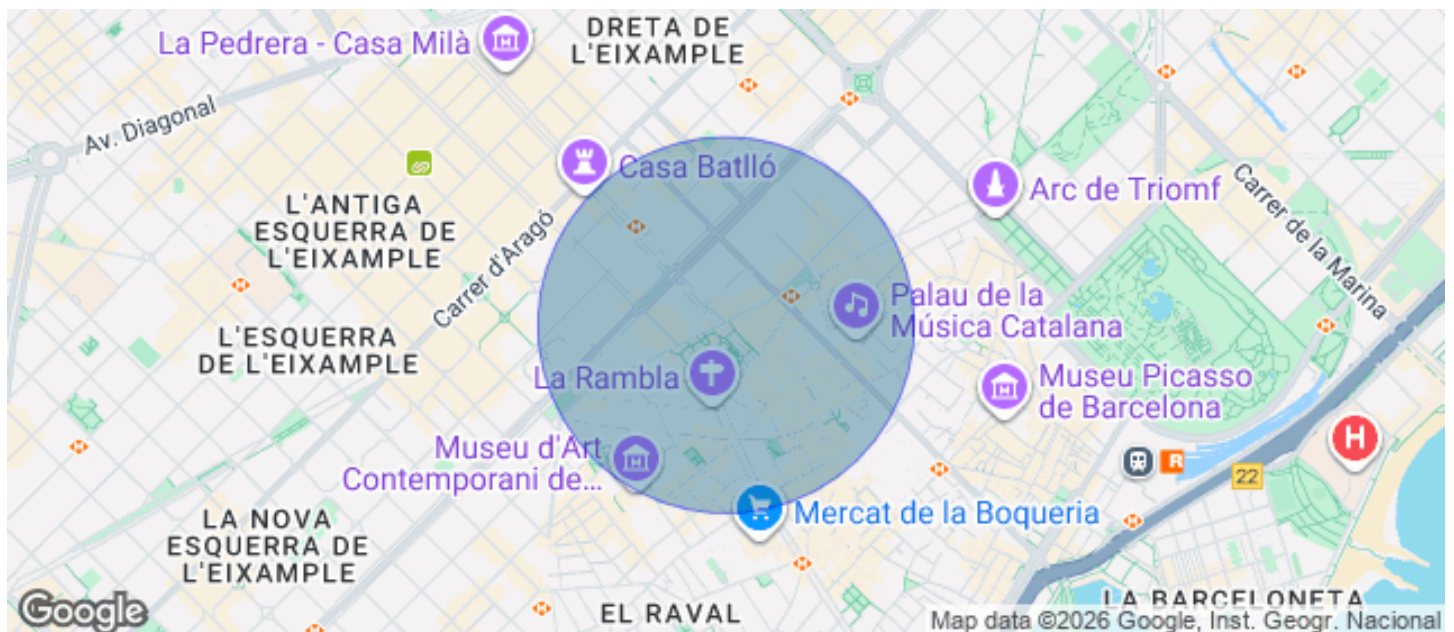 La Pedrera - Casa Milà
DRETA DE
L'EIXAMPLE
Av. Diagonal
Casa Batlló
Arc de Triomf
Carrer de la Marina
L'ANTIGA
ESQUERRA DE
L'EIXAMPLE
Carrer d'Aragó
Palau de la
Música Catalana
L'ESQUERRA
DE L'EIXAMPLE
La Rambla
Museu Picasso
de Barcelona
H
Museu d'Art
Contemporani de...
R
22
Mercat de la Boqueria
LA NOVA
ESQUERRA DE
L'EIXAMPLE
EL RAVAL
LA BARCELONETA
Google
Map data ©2026 Google, Inst. Geogr. Nacional